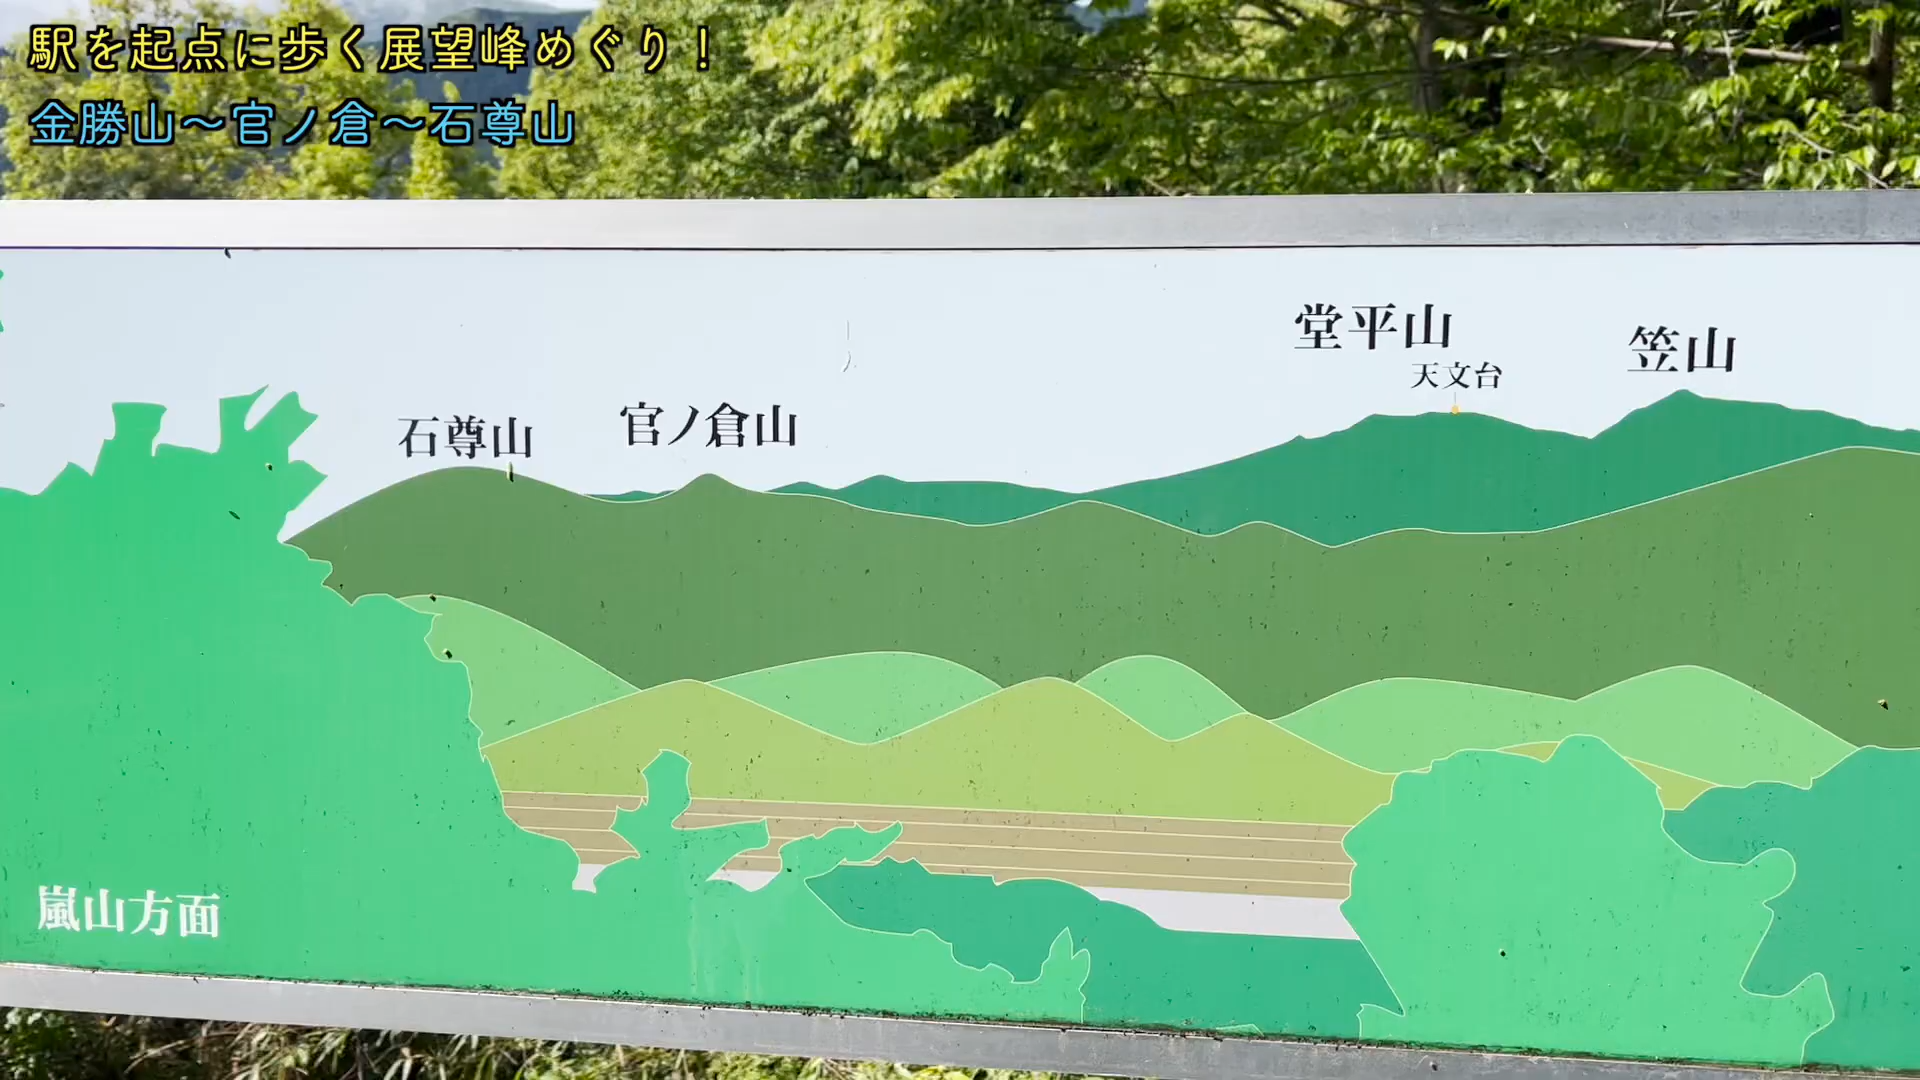 駅を起点に歩く展望峰めぐり！
金勝山〜官ノ倉〜石尊山
堂平山
天文台
笠山
石尊山
官ノ倉山
嵐山方面